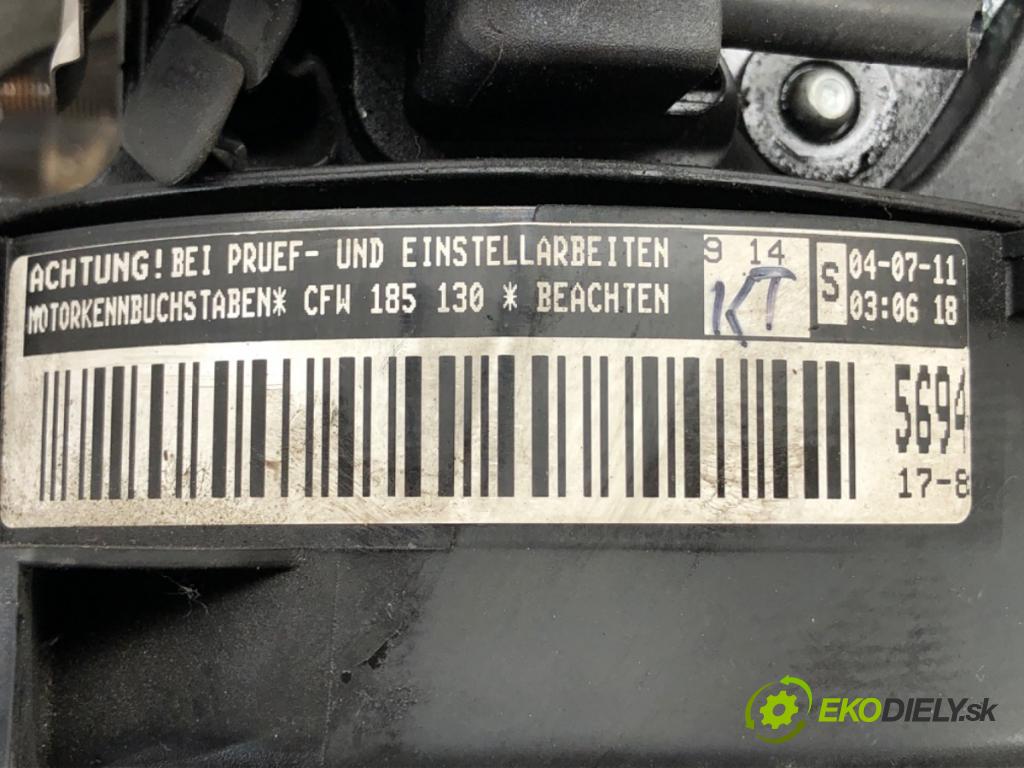 ACHTUNG! BEI PRUEF- UND EINSTELLARBEITEN
MOTORKENNBUCHSTABEN* CFW 185 130 * BEACHTEN
9 14
KT
S
04-07-11
03:06 18
5694
17-8
EKODIELY.sk